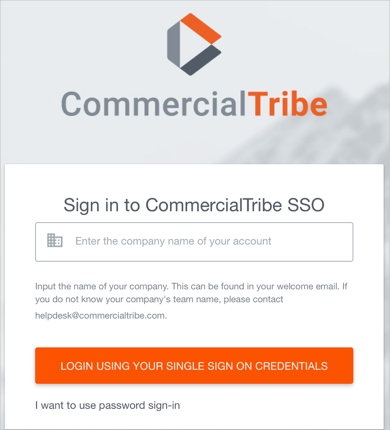 CommercialTribe
Sign in to CommercialTribe SSO
Enter the company name of your account
Input the name of your company. This can be found in your welcome email. If
you do not know your company's team name, please contact
helpdesk@commercialtribe.com.
LOGIN USING YOUR SINGLE SIGN ON CREDENTIALS
I want to use password sign-in